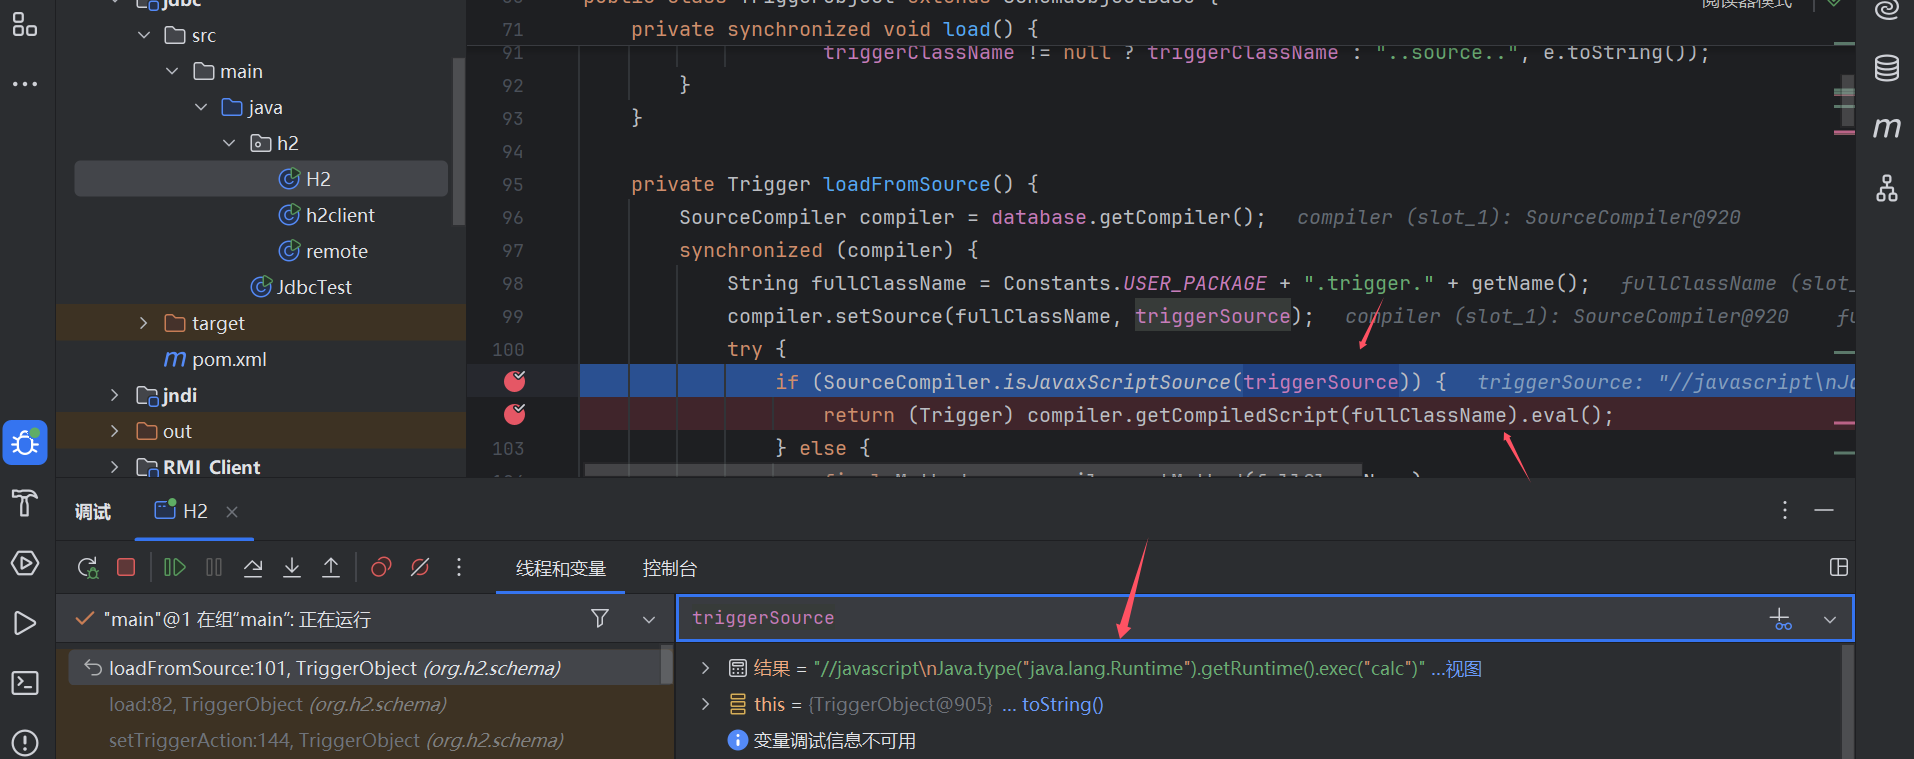 jdbc
src
main
java
h2
H2
h2client
remote
JdbcTest
target
pom.xml
jndi
out
RMI_Client
阅读器模式
71 private synchronized void load() {
91 triggerClassName != null ? triggerClassName : "..source..", e.toString());
92 }
93 }
94
95 private Trigger loadFromSource() {
96 SourceCompiler compiler = database.getCompiler(); compiler (slot_1): SourceCompiler@920
97 synchronized (compiler) {
98 String fullClassName = Constants.USER_PACKAGE + ".trigger." + getName(); fullClassName (slot_
99 compiler.setSource(fullClassName, triggerSource); compiler (slot_1): SourceCompiler@920 fu
100 try {
if (SourceCompiler.isJavaxScriptSource(triggerSource)) { triggerSource: "//javascript\nJa
return (Trigger) compiler.getCompiledScript(fullClassName).eval();
103 } else {
调试
H2
线程和变量
控制台
"main"@1 在组“main”: 正在运行
triggerSource
loadFromSource:101, TriggerObject (org.h2.schema)
load:82, TriggerObject (org.h2.schema)
setTriggerAction:144, TriggerObject (org.h2.schema)
结果 = "//javascript\nJava.type("java.lang.Runtime").getRuntime().exec("calc")" ...视图
this = {TriggerObject@905} ... toString()
变量调试信息不可用